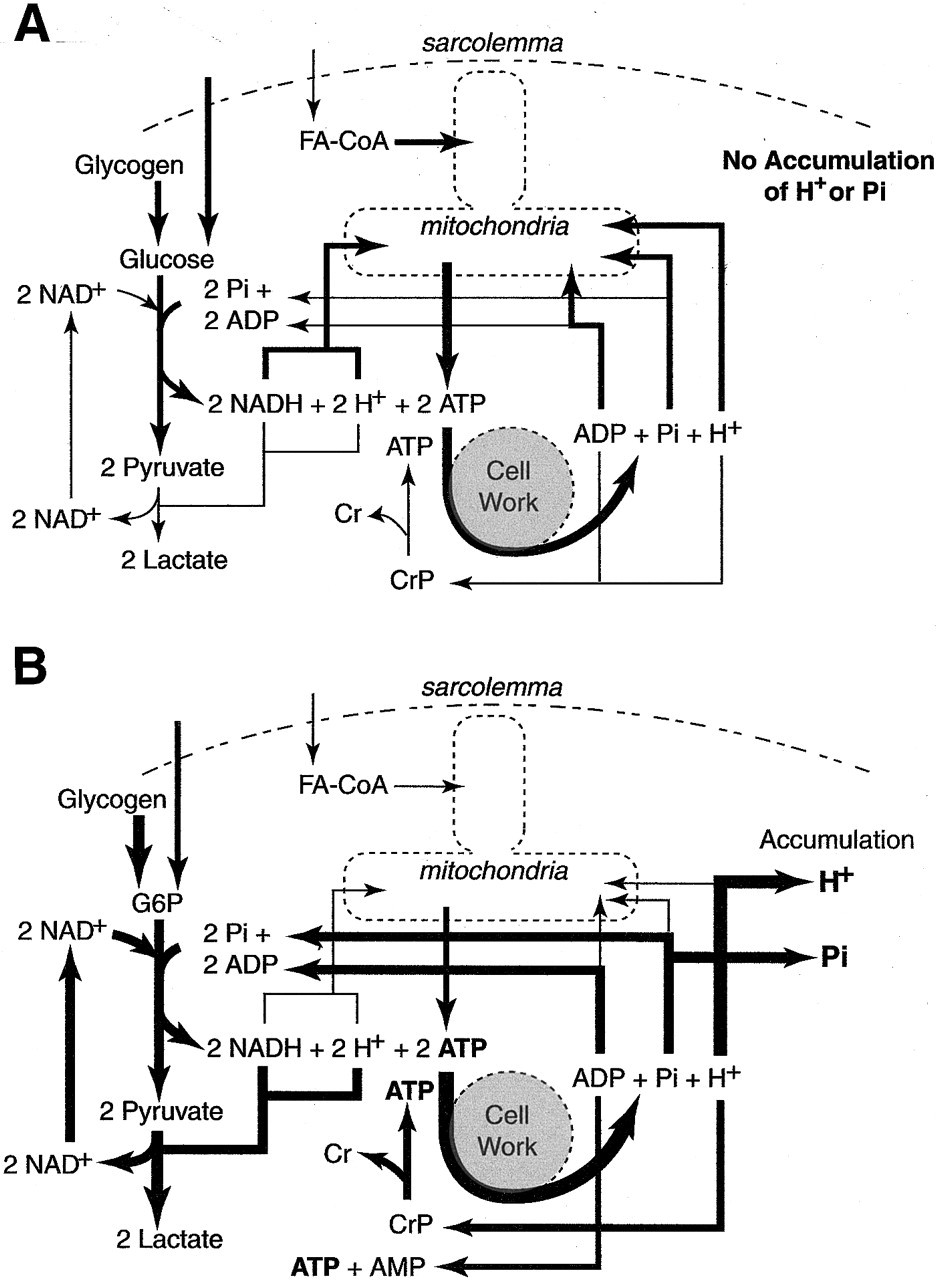 A
sarcolemma
FA-CoA
Glycogen
No Accumulation
of H+ or Pi
mitochondria
Glucose
2 NAD+
2 Pi +
2 ADP
2 NADH + 2 H+ + 2 ATP
ADP + Pi + H+
ATP
2 Pyruvate
Cell
Work
Cr
2 NAD+
2 Lactate
CrP
B
sarcolemma
FA-CoA
Glycogen
Accumulation
mitochondria
H+
G6P
2 NAD+
2 Pi +
Pi
2 ADP
2 NADH + 2 H+ + 2 ATP
ADP + Pi + H+
ATP
2 Pyruvate
Cell
Work
Cr
2 NAD+
CrP
2 Lactate
ATP + AMP